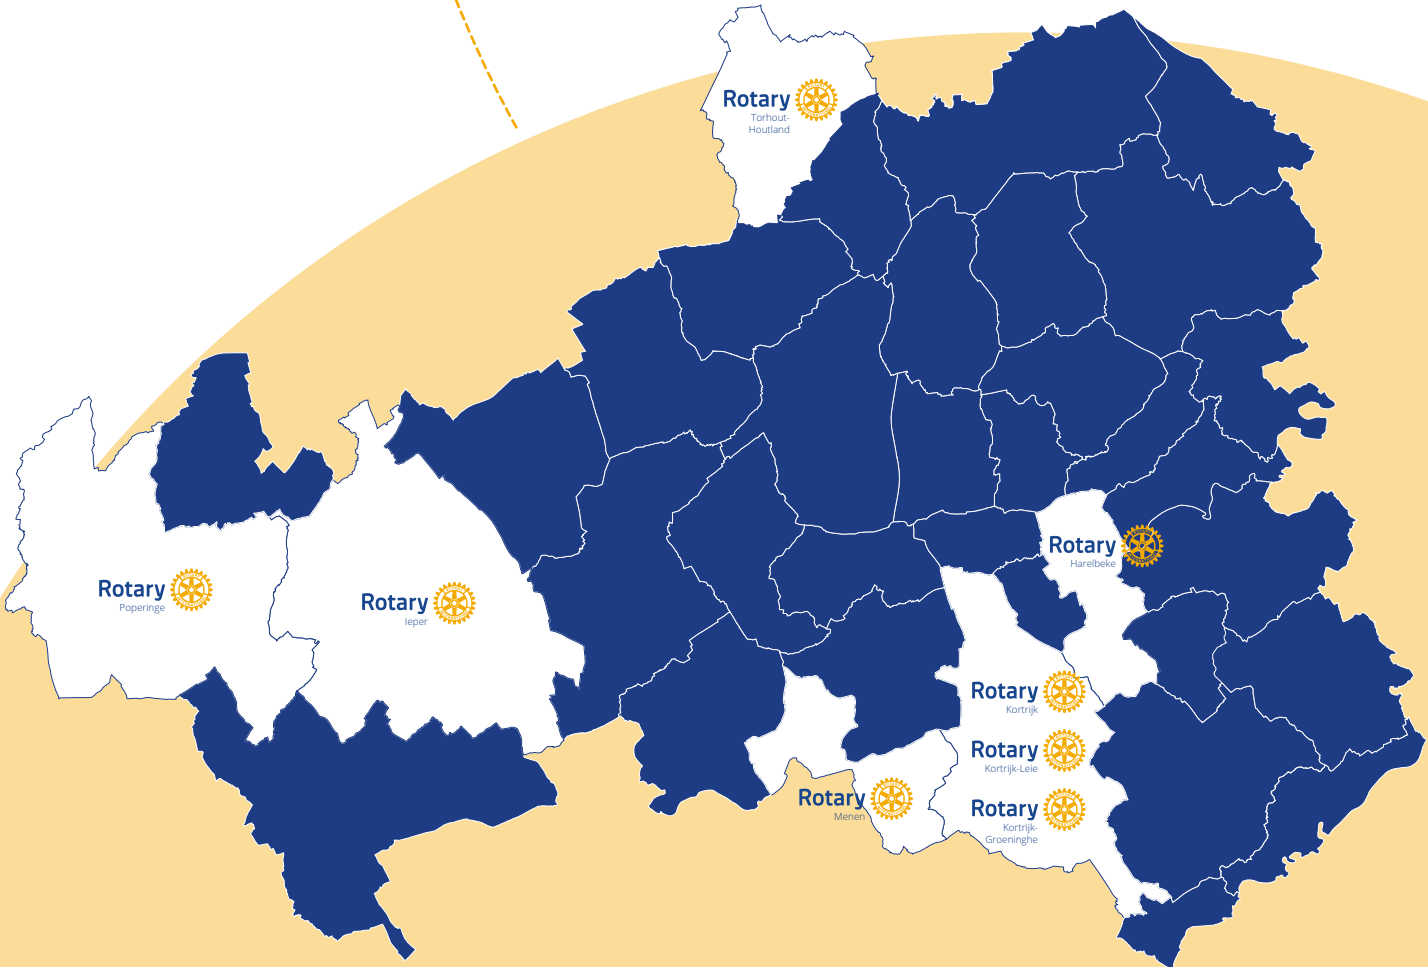 Rotary
Torhout-
Houtland
Rotary
Harelbeke
Rotary
Poperinge
Rotary
Ieper
Rotary
Kortrijk
Rotary
Kortrijk-Leie
Rotary
Menen
Rotary
Kortrijk-
Groeninghe